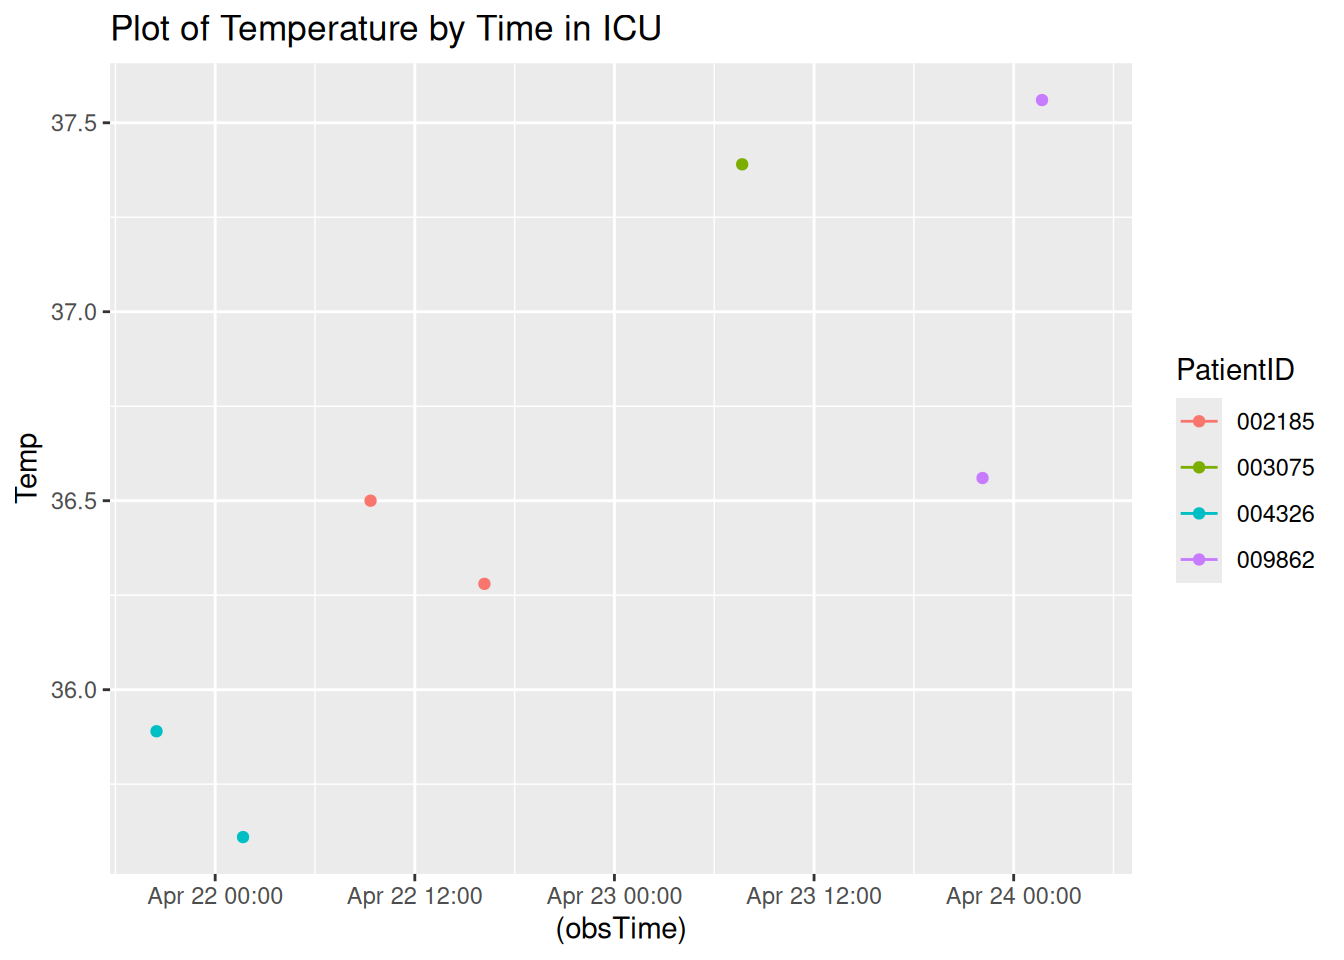 Plot of Temperature by Time in ICU
37.5
37.0
36.5
36.0
Temp
Apr 22 00:00
Apr 22 12:00
Apr 23 00:00
Apr 23 12:00
Apr 24 00:00
(obsTime)
PatientID
002185
003075
004326
009862